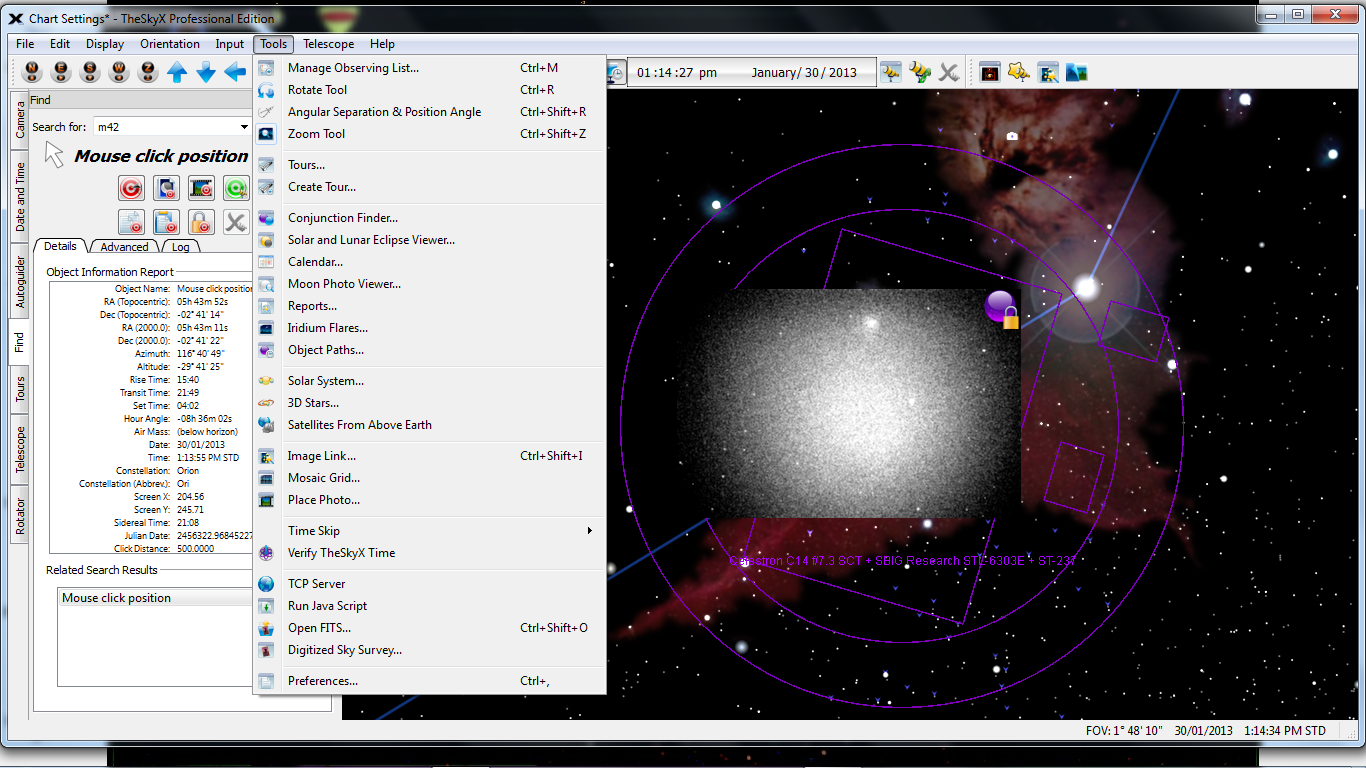 Chart Settings* - TheSkyX Professional Edition
File Edit Display Orientation Input Tools Telescope Help
N E S W Z
01:14:27 pm January/ 30/ 2013
Manage Observing List... Ctrl+M
Rotate Tool Ctrl+R
Angular Separation & Position Angle Ctrl+Shift+R
Zoom Tool Ctrl+Shift+Z
Tours...
Create Tour...
Conjunction Finder...
Solar and Lunar Eclipse Viewer...
Calendar...
Moon Photo Viewer...
Reports...
Iridium Flares...
Object Paths...
Solar System...
3D Stars...
Satellites From Above Earth
Image Link... Ctrl+Shift+I
Mosaic Grid...
Place Photo...
Time Skip
Verify TheSkyX Time
TCP Server
Run Java Script
Open FITS... Ctrl+Shift+O
Digitized Sky Survey...
Preferences... Ctrl+,
Camera
Date and Time
Autoguider
Find
Tours
Telescope
Rotator
Find
Search for: m42
Mouse click position
Details Advanced Log
Object Information Report
Object Name: Mouse click position
RA (Topocentric): 05h 43m 52s
Dec (Topocentric): -02° 41' 14"
RA (2000.0): 05h 43m 11s
Dec (2000.0): -02° 41' 22"
Azimuth: 116° 40' 49"
Altitude: -29° 41' 25"
Rise Time: 15:40
Transit Time: 21:49
Set Time: 04:02
Hour Angle: -08h 36m 02s
Air Mass: (below horizon)
Date: 30/01/2013
Time: 1:13:55 PM STD
Constellation: Orion
Constellation (Abbrev.): Ori
Screen X: 204.56
Screen Y: 245.71
Sidereal Time: 21:08
Julian Date: 2456322.96845227
Click Distance: 500.0000
Related Search Results
Mouse click position
Celestron C14 f/7.3 SCT + SBIG Research STL-6303E + ST-237
FOV: 1° 48' 10" 30/01/2013 1:14:34 PM STD